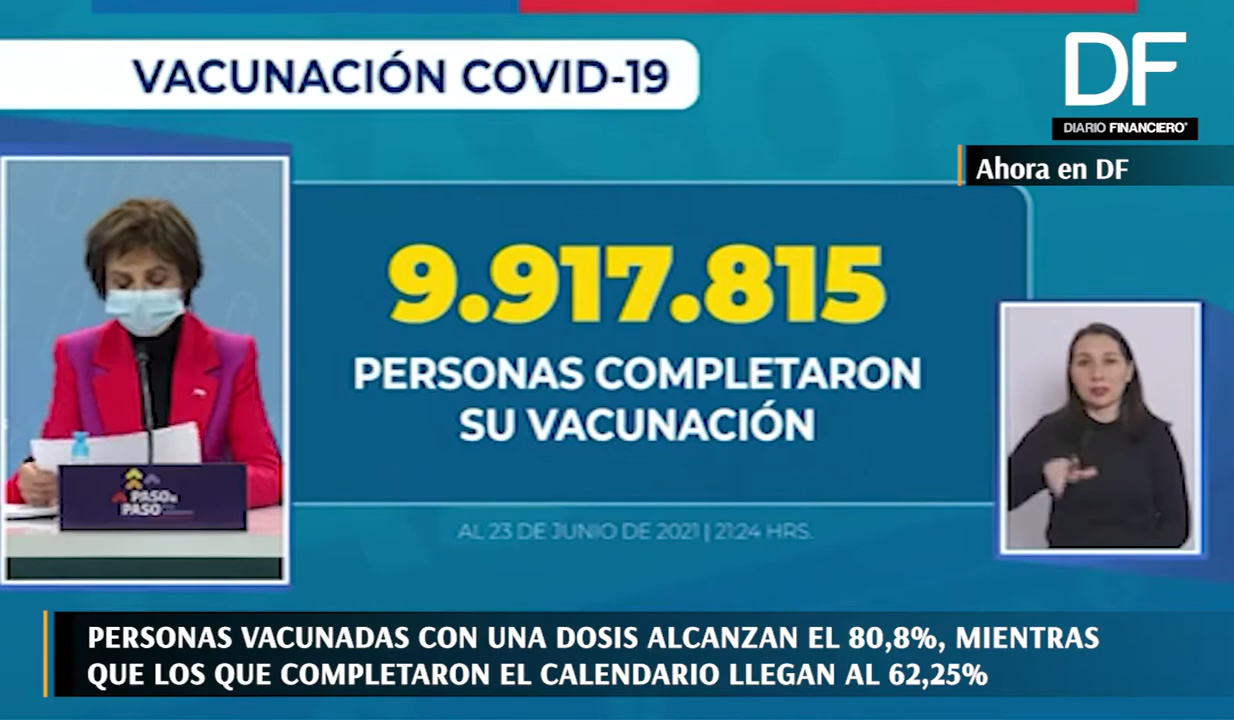 VACUNACIÓN COVID-19
DF
DIARIO FINANCIERO®
Ahora en DF
9.917.815
PERSONAS COMPLETARON
SU VACUNACIÓN
PASO A
PASO
AL 23 DE JUNIO DE 2021 | 21:24 HRS.
PERSONAS VACUNADAS CON UNA DOSIS ALCANZAN EL 80,8%, MIENTRAS
QUE LOS QUE COMPLETARON EL CALENDARIO LLEGAN AL 62,25%